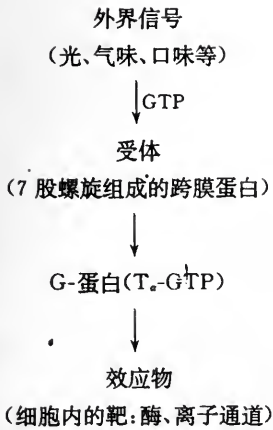 外界信号
(光、气味、口味等)
GTP
受体
(7股螺旋组成的跨膜蛋白)
G-蛋白(Tₐ-GTP)
效应物
(细胞内的靶:酶、离子通道)